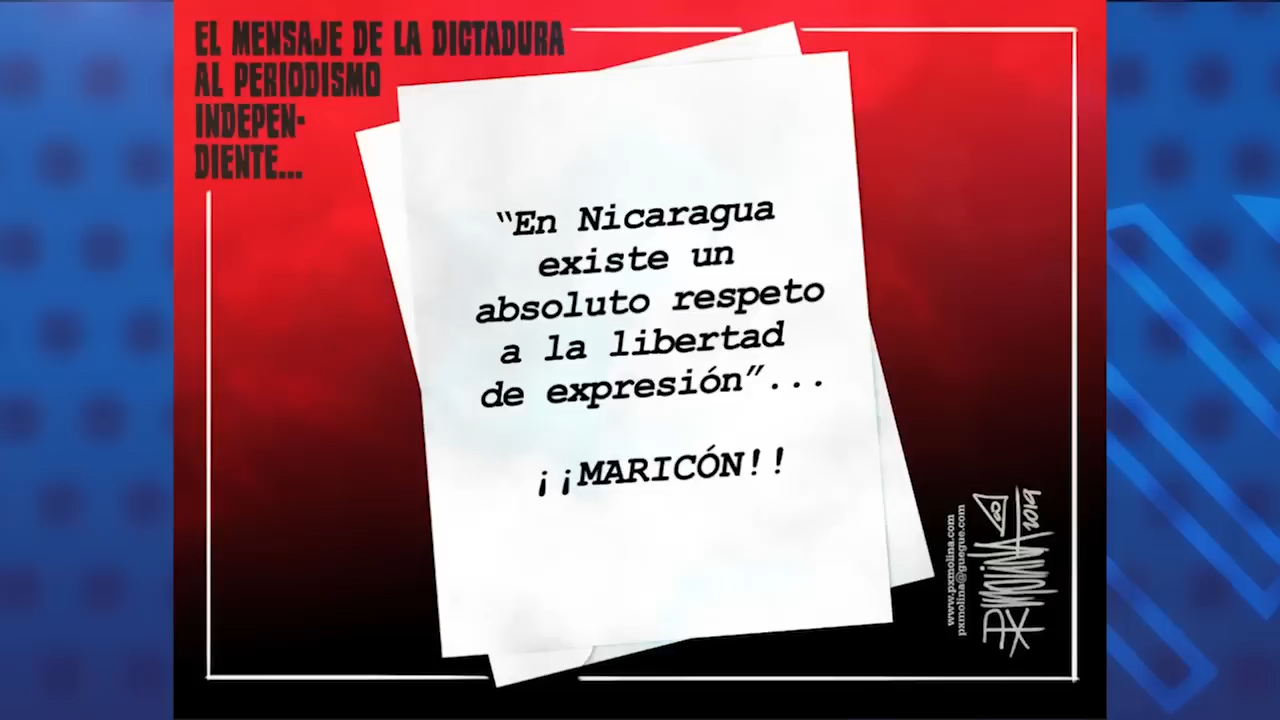 EL MENSAJE DE LA DICTADURA
AL PERIODISMO
INDEPEN-
DIENTE...
“En Nicaragua
existe un
absoluto respeto
a la libertad
de expresión”...
¡¡MARICÓN!!
www.pxmolina.com
pxmolina@guegue.com
PXMOLINA
GO
2019